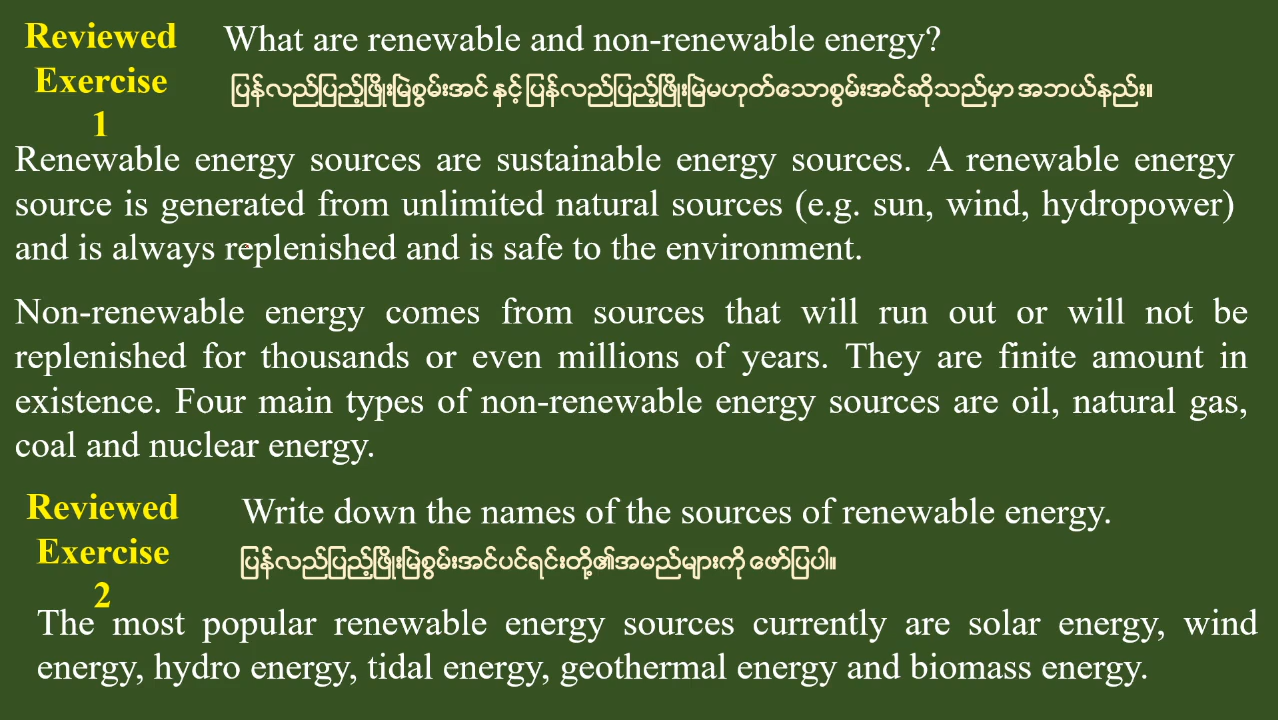 Reviewed
Exercise
1
What are renewable and non-renewable energy?
ပြန်လည်ပြည့်ဖြိုးမြဲစွမ်းအင် နှင့် ပြန်လည်ပြည့်ဖြိုးမြဲမဟုတ်သောစွမ်းအင်ဆိုသည်မှာ အဘယ်နည်း။
Renewable energy sources are sustainable energy sources. A renewable energy
source is generated from unlimited natural sources (e.g. sun, wind, hydropower)
and is always replenished and is safe to the environment.
Non-renewable energy comes from sources that will run out or will not be
replenished for thousands or even millions of years. They are finite amount in
existence. Four main types of non-renewable energy sources are oil, natural gas,
coal and nuclear energy.
Reviewed
Exercise
2
Write down the names of the sources of renewable energy.
ပြန်လည်ပြည့်ဖြိုးမြဲစွမ်းအင်ပင်ရင်းတို့၏အမည်များကို ဖော်ပြပါ။
The most popular renewable energy sources currently are solar energy, wind
energy, hydro energy, tidal energy, geothermal energy and biomass energy.